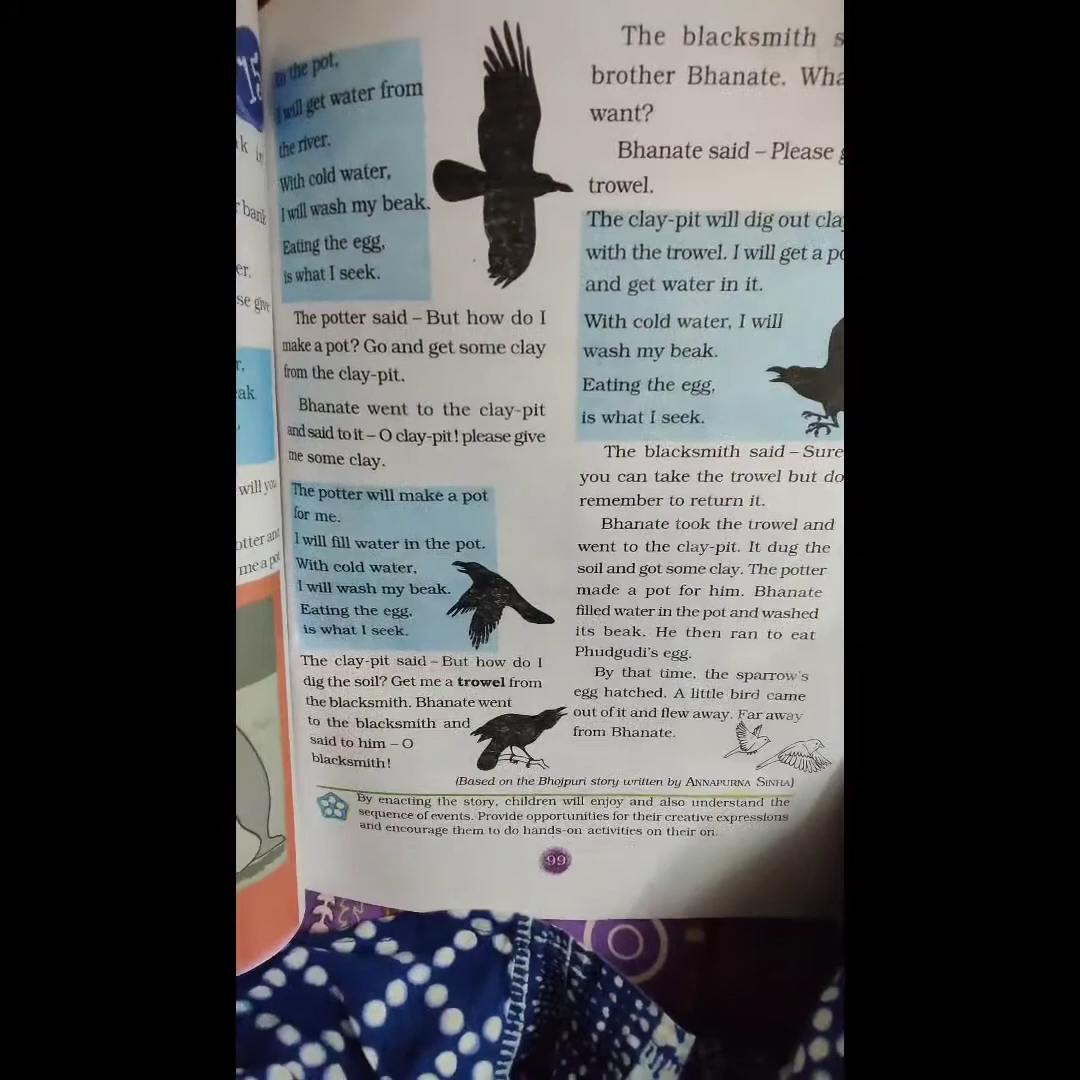 15
In the pot,
I will get water from
the river.
With cold water,
I will wash my beak.
Eating the egg,
is what I seek.
The potter said – But how do I
make a pot? Go and get some clay
from the clay-pit.
Bhanate went to the clay-pit
and said to it – O clay-pit! please give
me some clay.
The potter will make a pot
for me.
I will fill water in the pot.
With cold water,
I will wash my beak.
Eating the egg,
is what I seek.
The clay-pit said – But how do I
dig the soil? Get me a trowel from
the blacksmith. Bhanate went
to the blacksmith and
said to him – O
blacksmith!
The blacksmith
brother Bhanate.
want?
Bhanate said – Please
trowel.
The clay-pit will dig out
with the trowel. I will get a
and get water in it.
With cold water, I will
wash my beak.
Eating the egg,
is what I seek.
The blacksmith said – Sure
you can take the trowel but do
remember to return it.
Bhanate took the trowel and
went to the clay-pit. It dug the
soil and got some clay. The potter
made a pot for him. Bhanate
filled water in the pot and washed
its beak. He then ran to eat
Phudgudi's egg.
By that time, the sparrow's
egg hatched. A little bird came
out of it and flew away. Far away
from Bhanate.
(Based on the Bhojpuri story written by ANNAPURNA SINHA)
By enacting the story, children will enjoy and also understand the
sequence of events. Provide opportunities for their creative expressions
and encourage them to do hands-on activities on their on.
99
bank
er,
se give
r,
ak
will you
otter and
me a pot